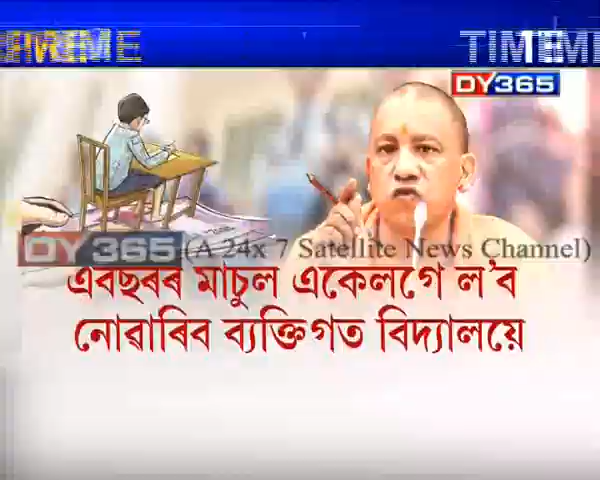 PRIME
TIME
DY365
DY365 (A 24x 7 Satellite News Channel)
এবছৰৰ মাচুল একেলগে ল'ব
নোৱাৰিব ব্যক্তিগত বিদ্যালয়ে